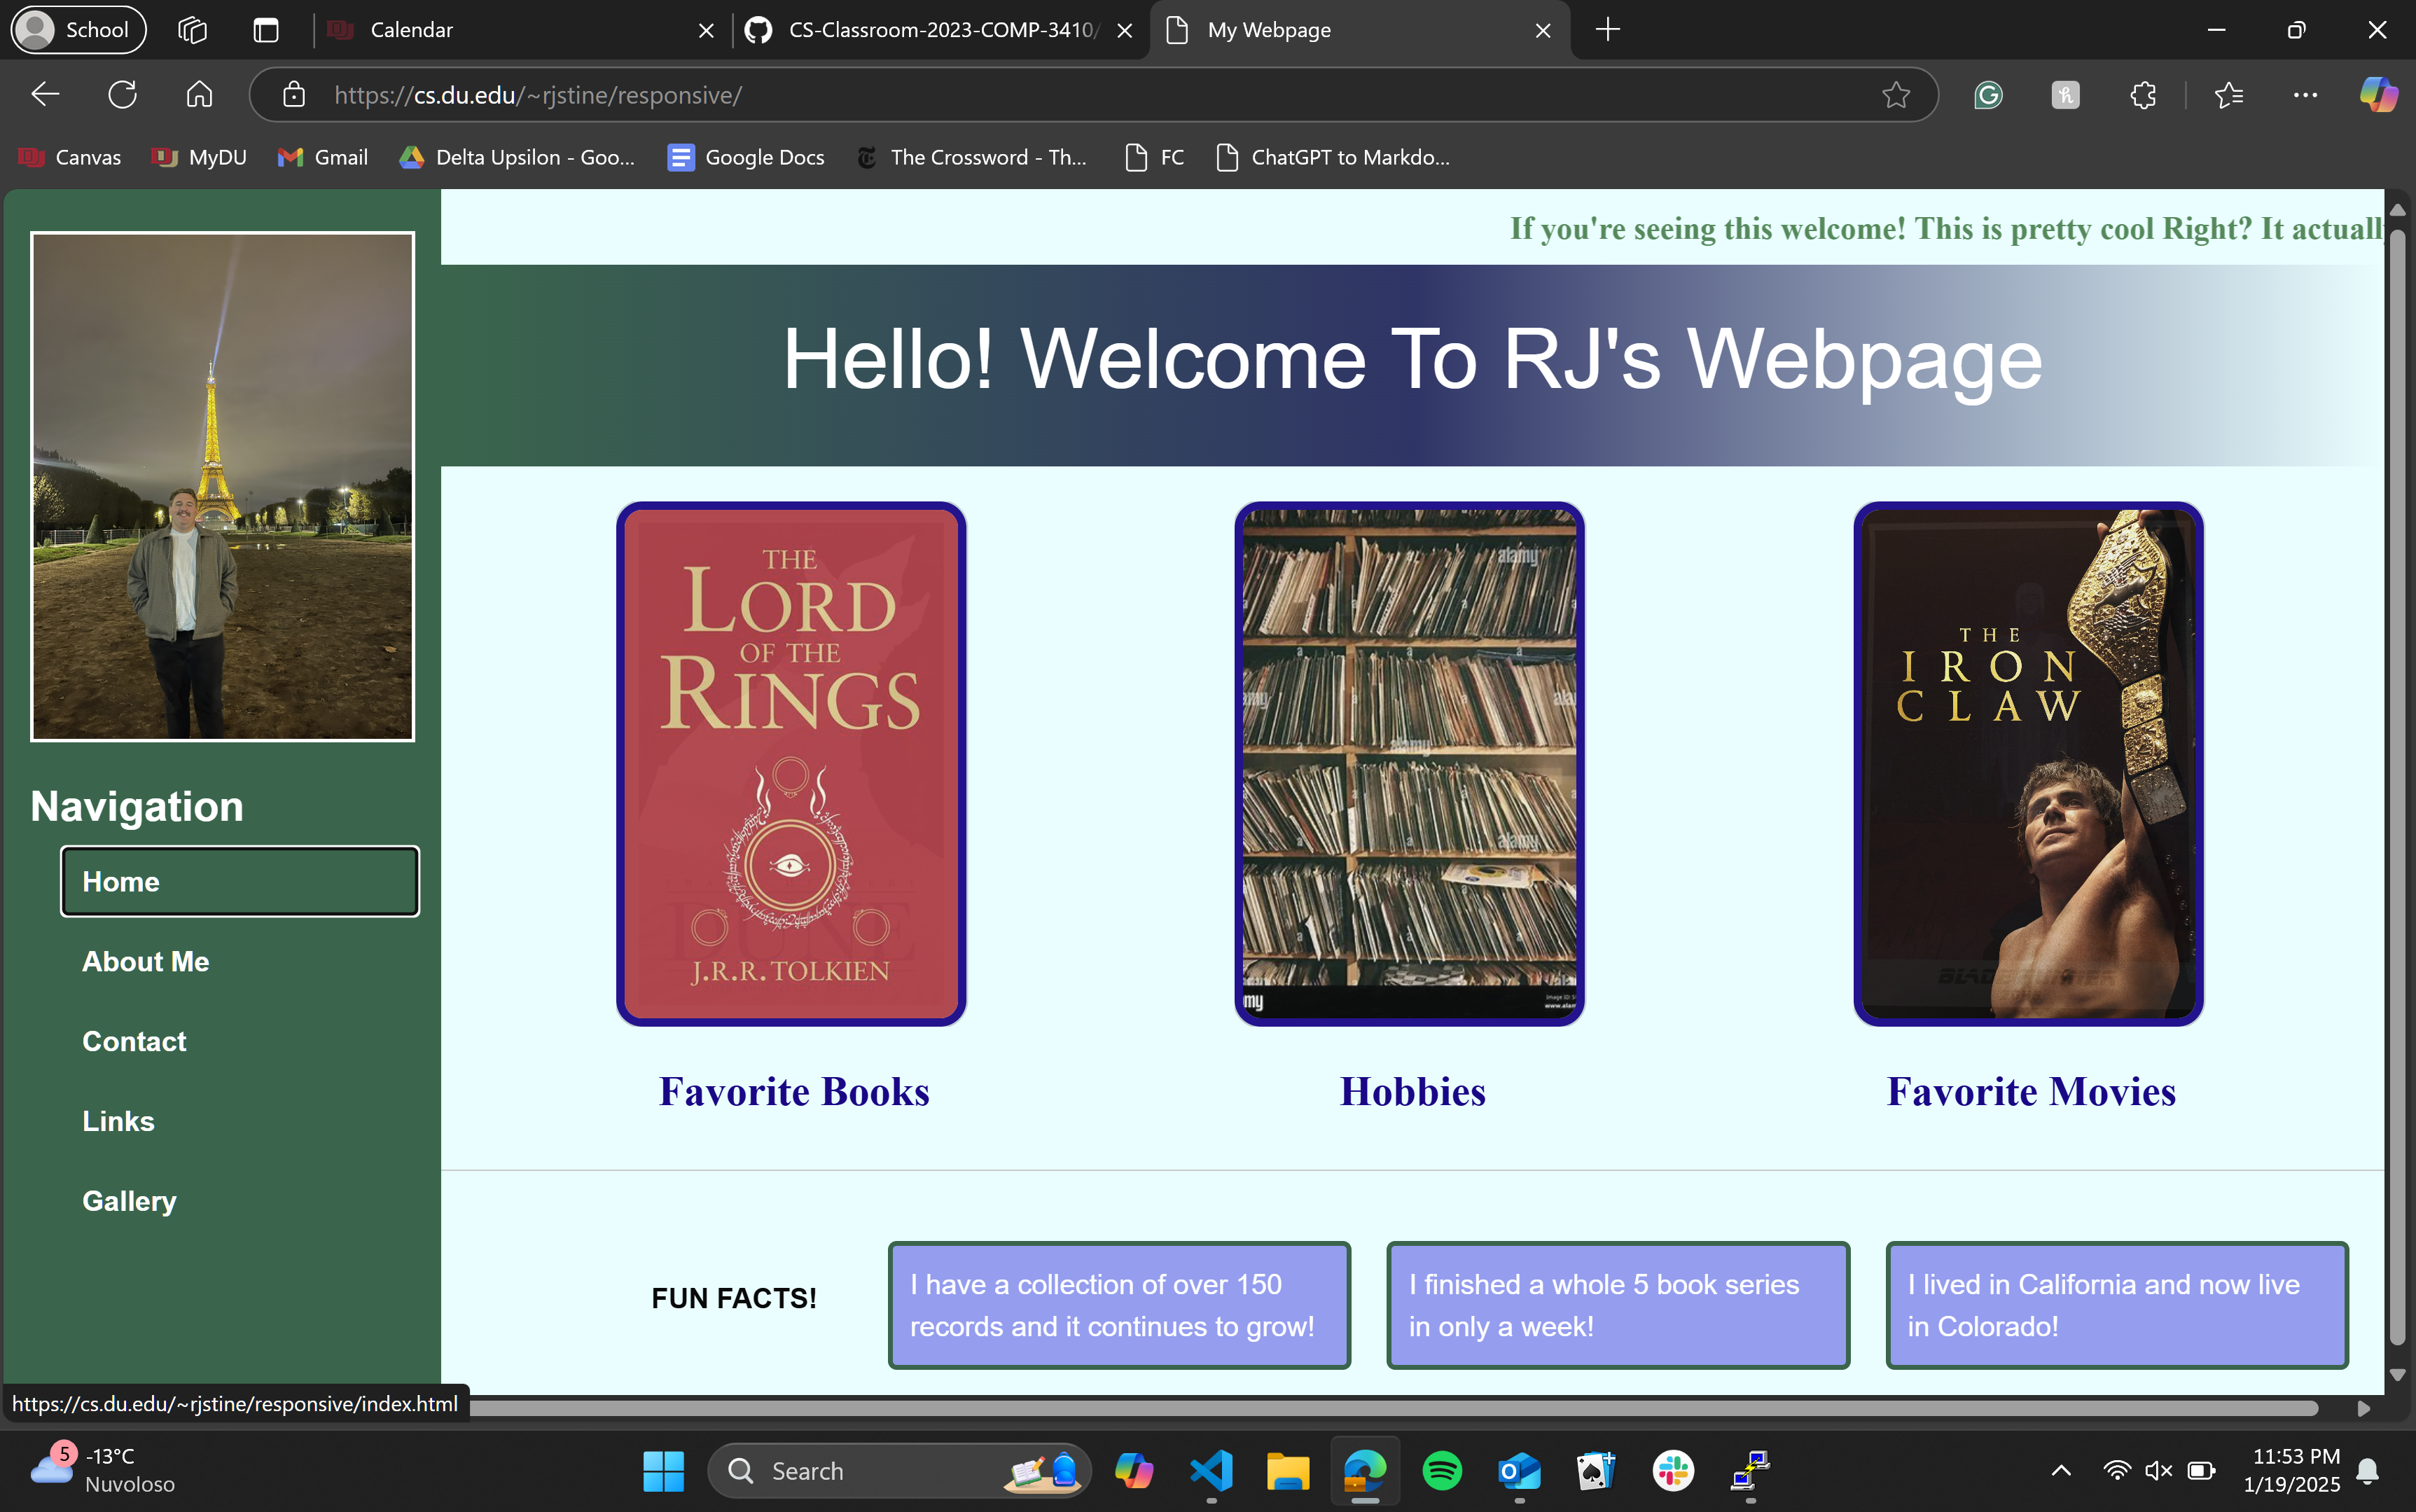 School
Calendar
CS-Classroom-2023-COMP-3410/
My Webpage
https://cs.du.edu/~rjstine/responsive/
Canvas
MyDU
Gmail
Delta Upsilon - Goo...
Google Docs
The Crossword - Th...
FC
ChatGPT to Markdo...
If you're seeing this welcome! This is pretty cool Right? It actually
Hello! Welcome To RJ's Webpage
THE
LORD
OF THE
RINGS
J.R.R. TOLKIEN
alamy
THE
IRON
CLAW
Navigation
Home
About Me
Contact
Links
Gallery
Favorite Books
Hobbies
Favorite Movies
FUN FACTS!
I have a collection of over 150
records and it continues to grow!
I finished a whole 5 book series
in only a week!
I lived in California and now live
in Colorado!
https://cs.du.edu/~rjstine/responsive/index.html
5
-13°C
Nuvoloso
Search
11:53 PM
1/19/2025